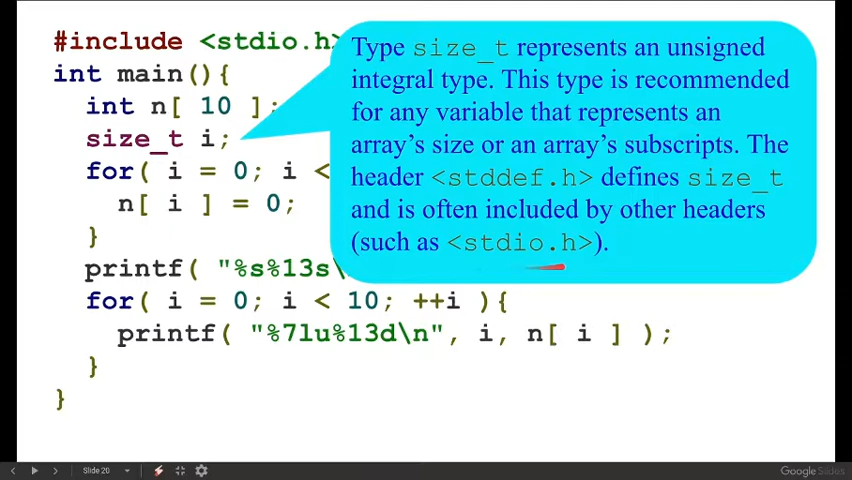 #include <stdio.h>
int main(){
int n[ 10 ];
size_t i;
for( i = 0; i <
n[ i ] = 0;
}
printf( "%s%13s\
for( i = 0; i < 10; ++i ){
printf( "%7lu%13d\n", i, n[ i ] );
}
}
Type size_t represents an unsigned
integral type. This type is recommended
for any variable that represents an
array's size or an array's subscripts. The
header <stddef.h> defines size_t
and is often included by other headers
(such as <stdio.h>).
Slide 20
Google Slides